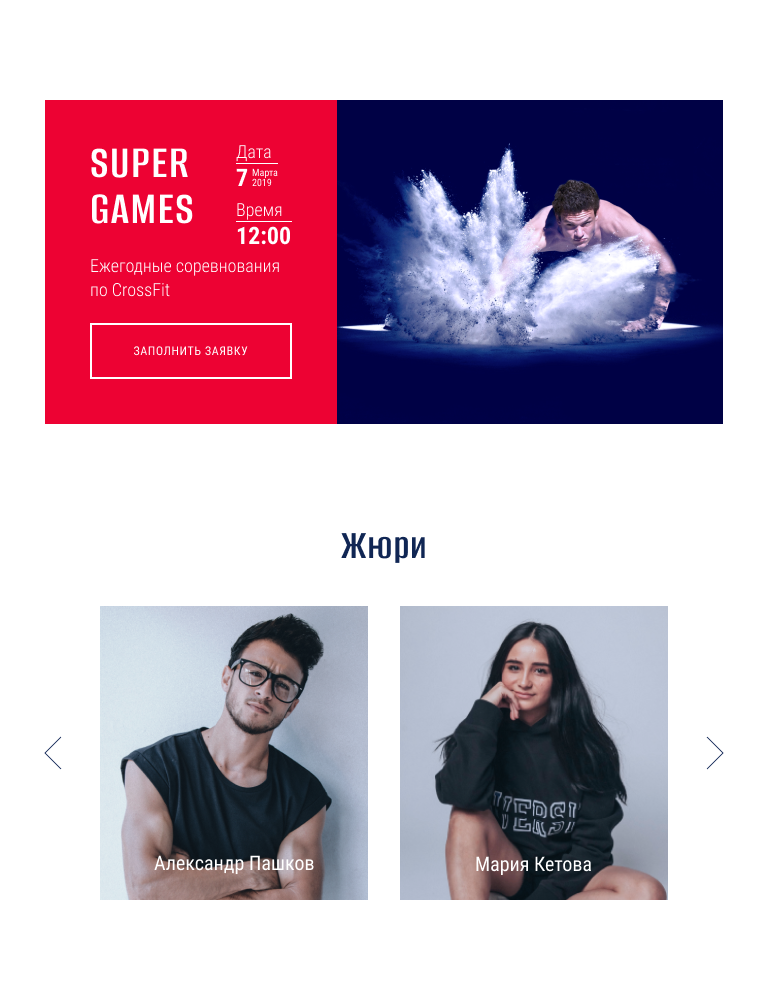 SUPER
GAMES
Дата
7 Марта
2019
Время
12:00
Ежегодные соревнования
по CrossFit
ЗАПОЛНИТЬ ЗАЯВКУ
Жюри
VERSI
Александр Пашков
Мария Кетова